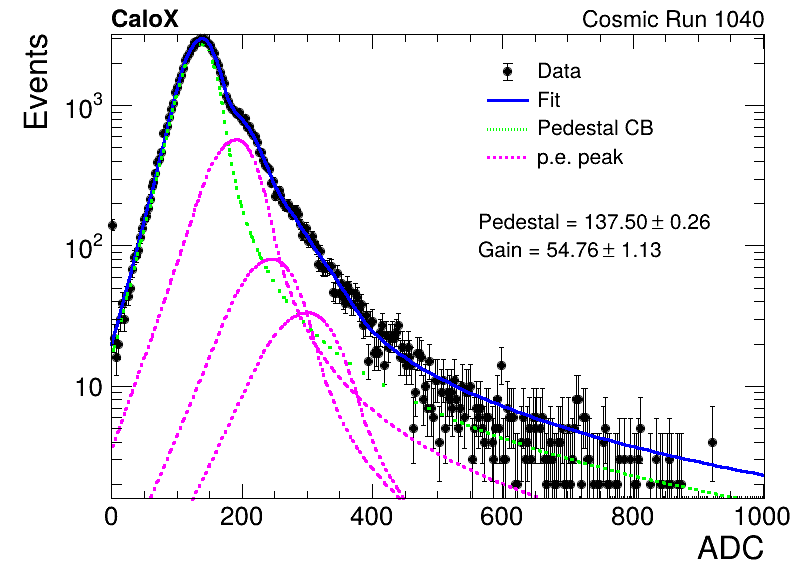 CaloX Cosmic Run 1040
Events
Data
Fit
Pedestal CB
p.e. peak
Pedestal = 137.50 ± 0.26
Gain = 54.76 ± 1.13
10³
10²
10
0 200 400 600 800 1000
ADC